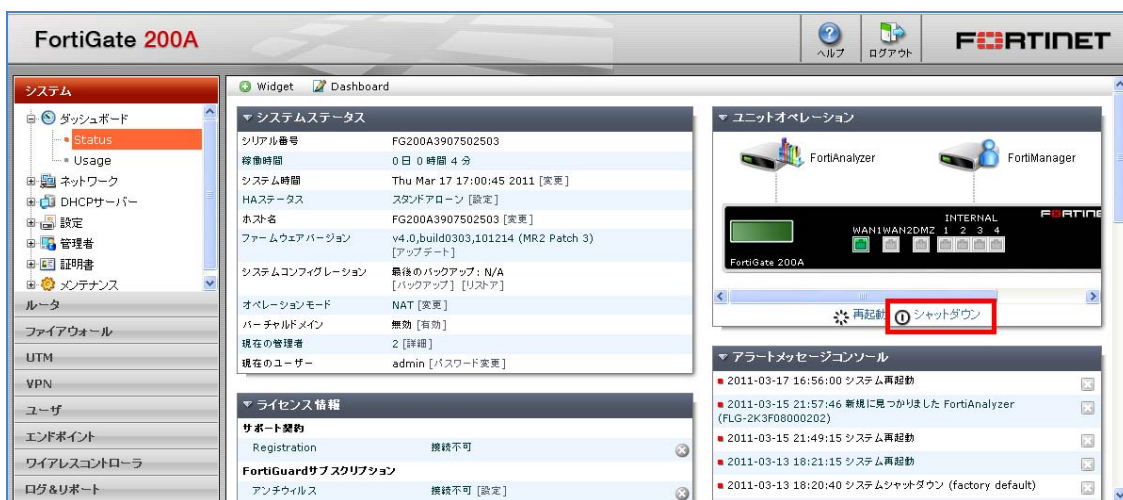 FortiGate 200A
ヘルプ
ログアウト
FORTINET
システム
ダッシュボード
Status
Usage
ネットワーク
DHCPサーバー
設定
管理者
証明書
メンテナンス
ルータ
ファイアウォール
UTM
VPN
ユーザ
エンドポイント
ワイアレスコントローラ
ログ&リポート
Widget Dashboard
システムステータス
シリアル番号 FG200A3907502503
稼働時間 0 日 0 時間 4 分
システム時間 Thu Mar 17 17:00:45 2011 [変更]
HAステータス スタンドアローン [設定]
ホスト名 FG200A3907502503 [変更]
ファームウェアバージョン v4.0,build0303,101214 (MR2 Patch 3)
[アップデート]
システムコンフィグレーション 最後のバックアップ: N/A
[バックアップ] [リストア]
オペレーションモード NAT [変更]
バーチャルドメイン 無効 [有効]
現在の管理者 2 [詳細]
現在のユーザー admin [パスワード変更]
ライセンス情報
サポート契約
Registration 接続不可
FortiGuardサブスクリプション
アンチウィルス 接続不可 [設定]
ユニットオペレーション
FortiAnalyzer FortiManager
INTERNAL FORTINE
WAN1 WAN2 DMZ 1 2 3 4
FortiGate 200A
再起動 シャットダウン
アラートメッセージコンソール
2011-03-17 16:56:00 システム再起動
2011-03-15 21:57:46 新規に見つかりました FortiAnalyzer
(FLG-2K3F08000202)
2011-03-15 21:49:15 システム再起動
2011-03-13 18:21:15 システム再起動
2011-03-13 18:20:40 システムシャットダウン (factory default)